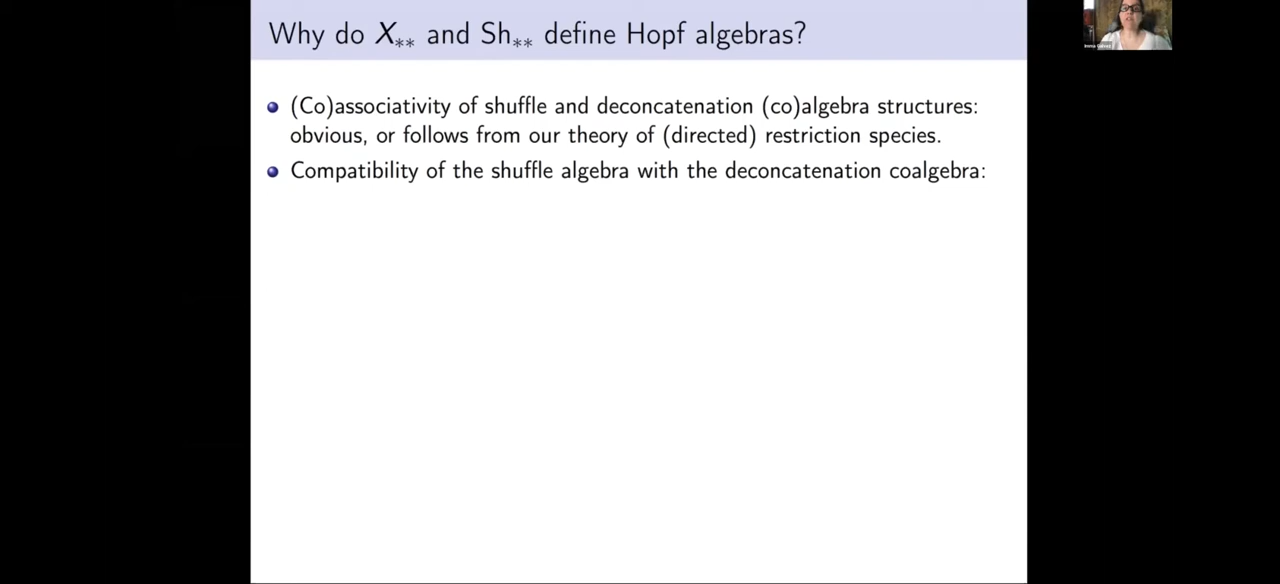 Why do X** and Sh** define Hopf algebras?
(Co)associativity of shuffle and deconcatenation (co)algebra structures:
obvious, or follows from our theory of (directed) restriction species.
Compatibility of the shuffle algebra with the deconcatenation coalgebra: